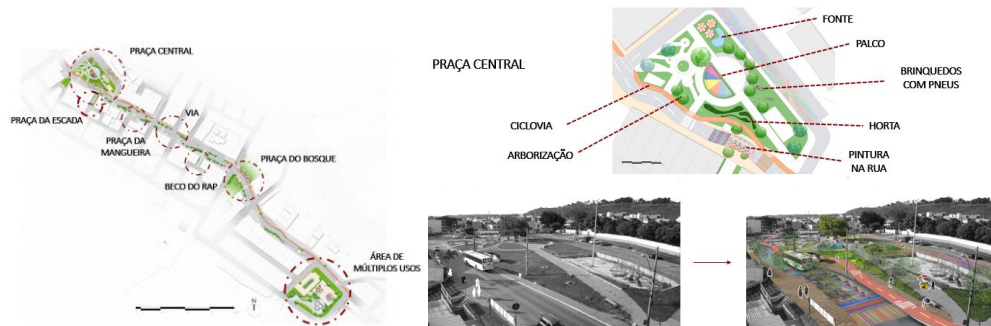 PRAÇA CENTRAL
PRAÇA DA ESCADA
PRAÇA DA
MANGUEIRA
VIA
BECO DO RAP
PRAÇA DO BOSQUE
ÁREA DE
MÚLTIPLOS USOS
N
PRAÇA CENTRAL
FONTE
PALCO
BRINQUEDOS
COM PNEUS
HORTA
PINTURA
NA RUA
CICLOVIA
ARBORIZAÇÃO